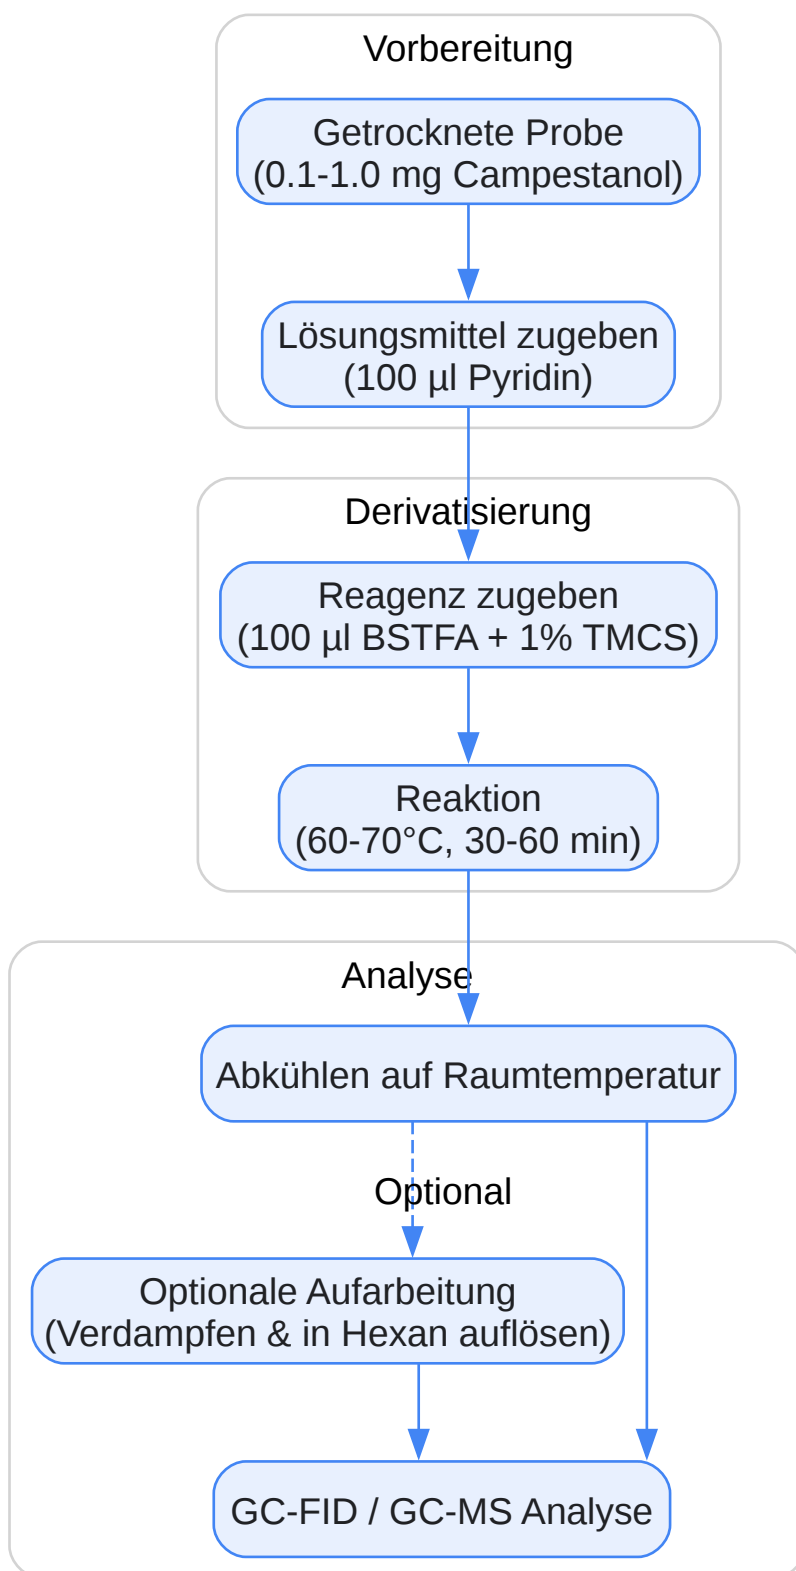 Vorbereitung
Getrocknete Probe
(0.1-1.0 mg Campestanol)
Lösungsmittel zugeben
(100 µl Pyridin)
Derivatisierung
Reagenz zugeben
(100 µl BSTFA + 1% TMCS)
Reaktion
(60-70°C, 30-60 min)
Analyse
Abkühlen auf Raumtemperatur
Optional
Optionale Aufarbeitung
(Verdampfen & in Hexan auflösen)
GC-FID / GC-MS Analyse